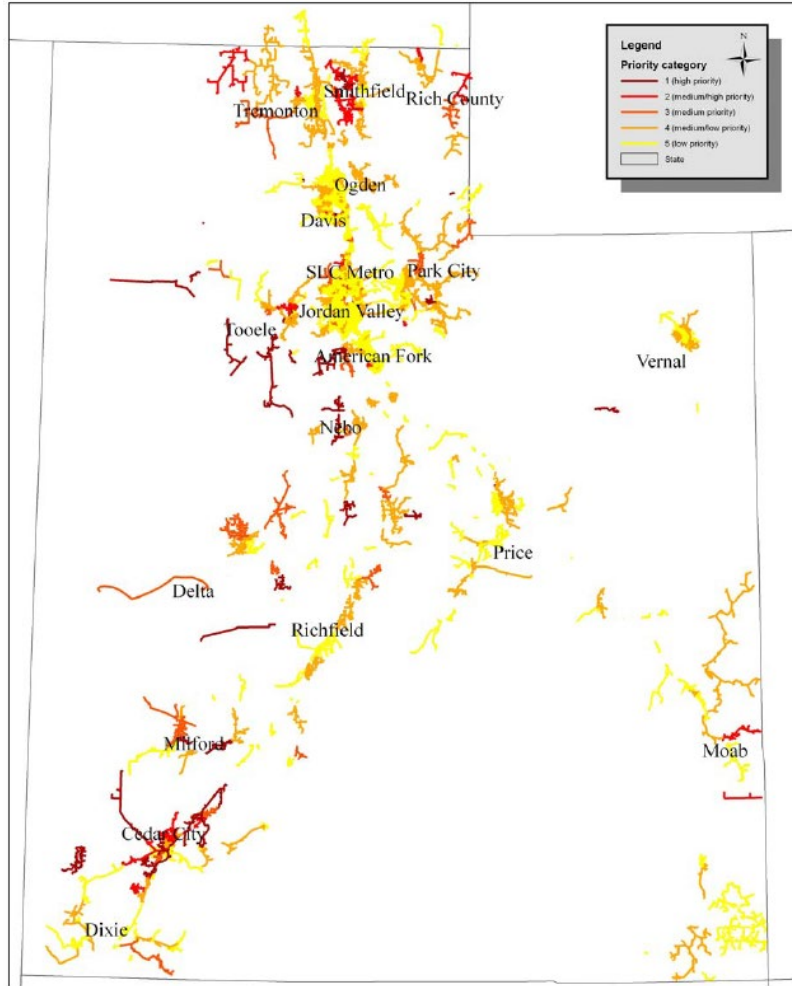 N
Legend
Priority category
1 (high priority)
2 (medium/high priority)
3 (medium priority)
4 (medium/low priority)
5 (low priority)
State
Smithfield
Tremonton
Rich County
Ogden
Davis
SLC Metro
Park City
Jordan Valley
Tooele
American Fork
Vernal
Nebo
Price
Delta
Richfield
Milford
Moab
Cedar City
Dixie